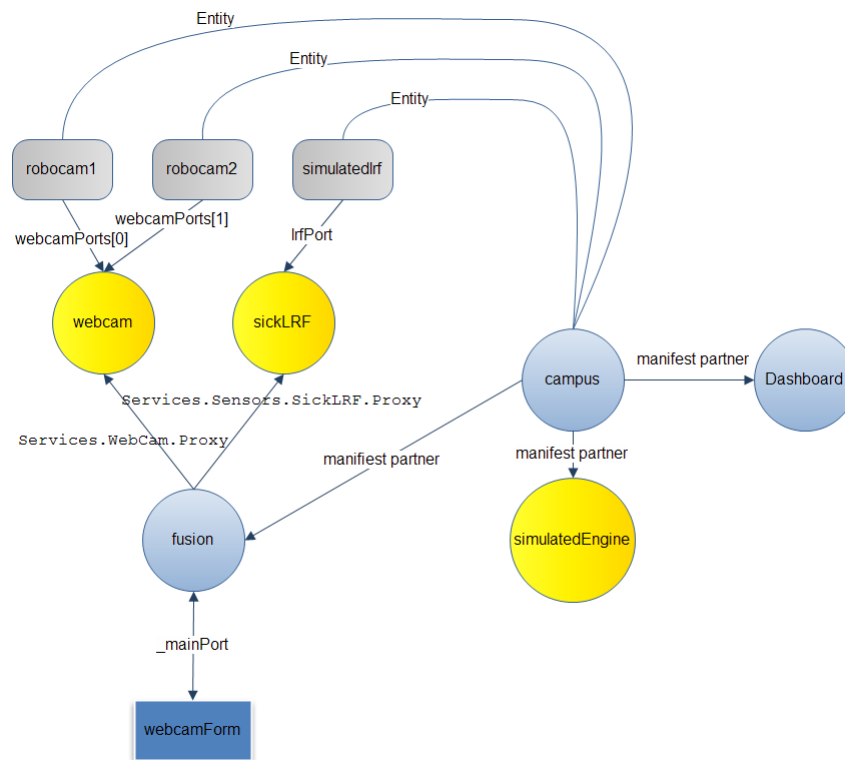 Entity
Entity
Entity
robocam1
robocam2
simulatedlrf
webcamPorts[1]
webcamPorts[0]
lrfPort
webcam
sickLRF
manifest partner
campus
Dashboard
Services.Sensors.SickLRF.Proxy
Services.WebCam.Proxy
manifiest partner
manifest partner
fusion
simulatedEngine
_mainPort
webcamForm